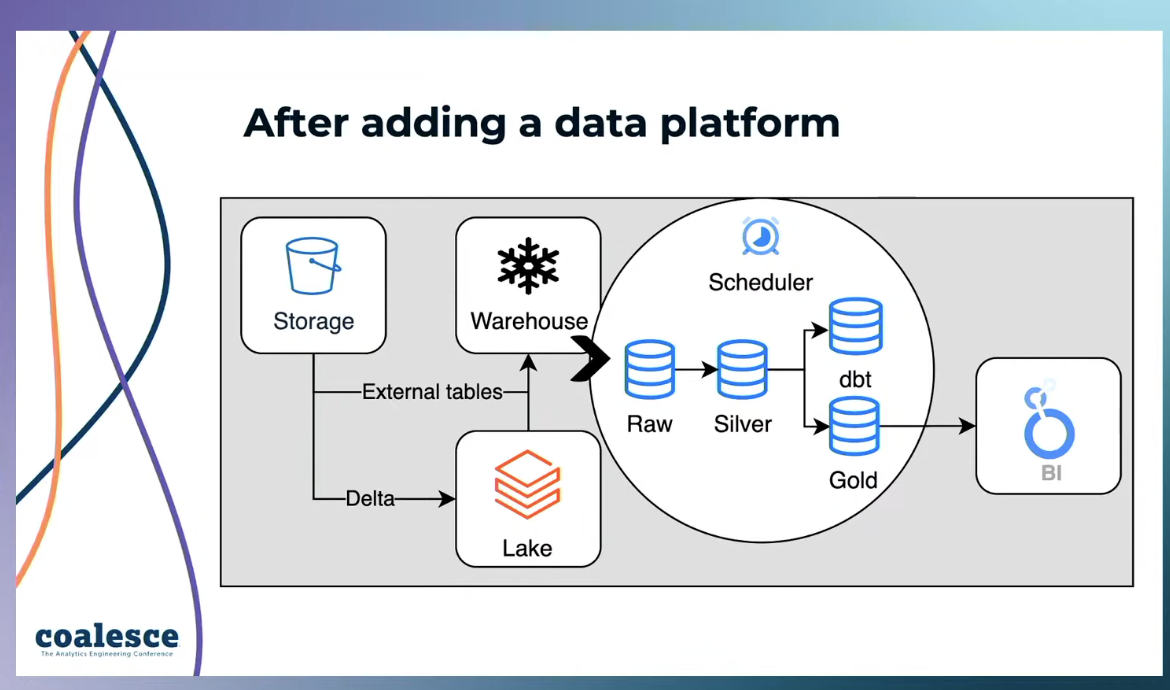 After adding a data platform
Storage
Warehouse
Scheduler
External tables
dbt
Raw
Silver
Gold
BI
Delta
Lake
coalesce
The Analytics Engineering Conference